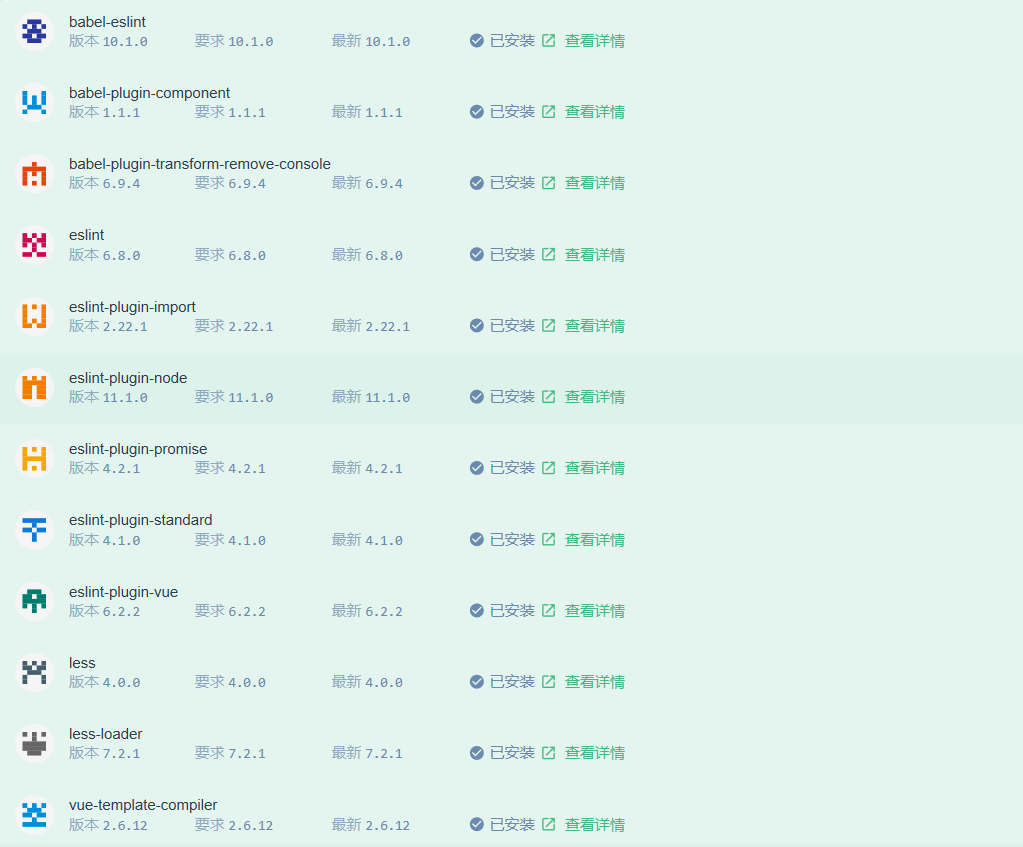 babel-eslint
版本 10.1.0 要求 10.1.0 最新 10.1.0 已安装 查看详情
babel-plugin-component
版本 1.1.1 要求 1.1.1 最新 1.1.1 已安装 查看详情
babel-plugin-transform-remove-console
版本 6.9.4 要求 6.9.4 最新 6.9.4 已安装 查看详情
eslint
版本 6.8.0 要求 6.8.0 最新 6.8.0 已安装 查看详情
eslint-plugin-import
版本 2.22.1 要求 2.22.1 最新 2.22.1 已安装 查看详情
eslint-plugin-node
版本 11.1.0 要求 11.1.0 最新 11.1.0 已安装 查看详情
eslint-plugin-promise
版本 4.2.1 要求 4.2.1 最新 4.2.1 已安装 查看详情
eslint-plugin-standard
版本 4.1.0 要求 4.1.0 最新 4.1.0 已安装 查看详情
eslint-plugin-vue
版本 6.2.2 要求 6.2.2 最新 6.2.2 已安装 查看详情
less
版本 4.0.0 要求 4.0.0 最新 4.0.0 已安装 查看详情
less-loader
版本 7.2.1 要求 7.2.1 最新 7.2.1 已安装 查看详情
vue-template-compiler
版本 2.6.12 要求 2.6.12 最新 2.6.12 已安装 查看详情